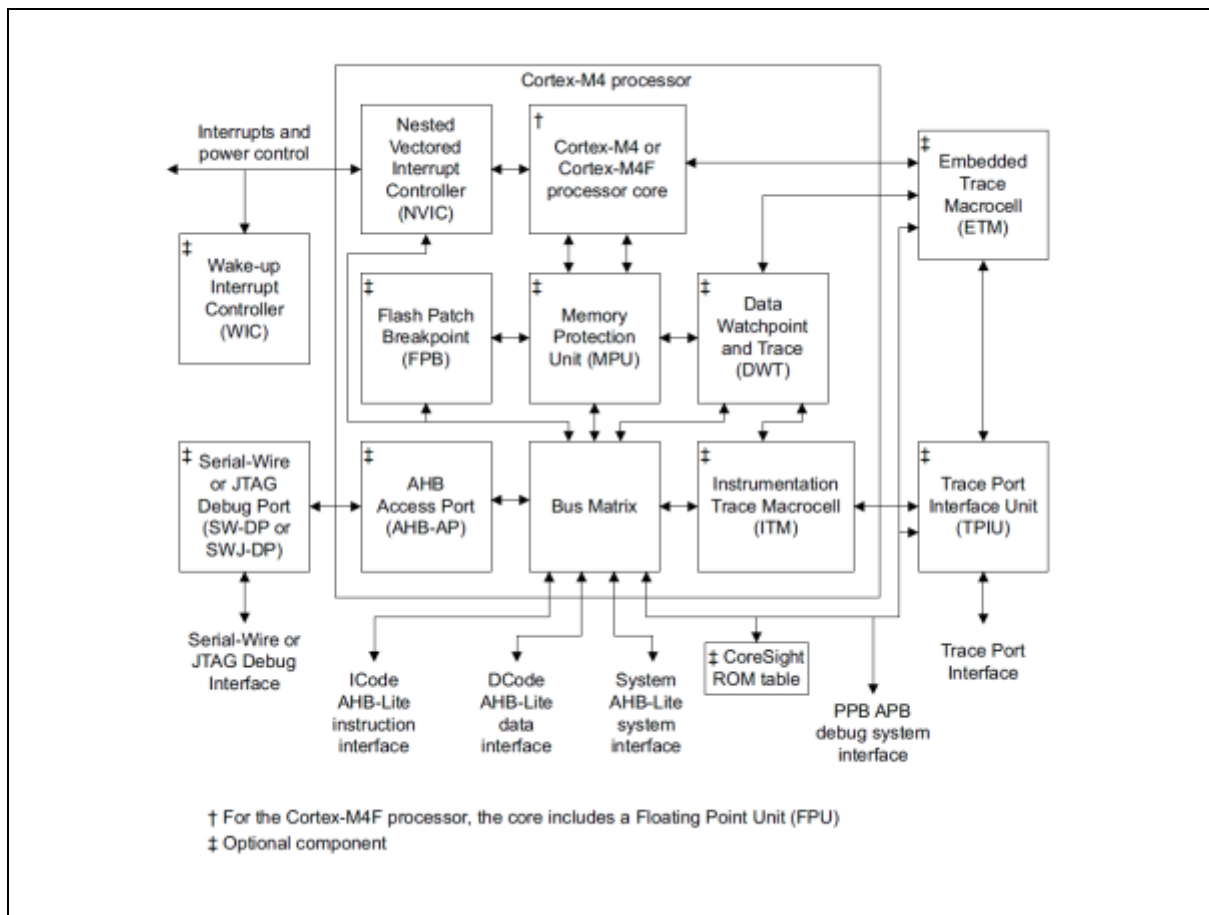 Cortex-M4 processor
Interrupts and
power control
Nested
Vectored
Interrupt
Controller
(NVIC)
†
Cortex-M4 or
Cortex-M4F
processor core
‡
Embedded
Trace
Macrocell
(ETM)
‡
Wake-up
Interrupt
Controller
(WIC)
‡
Flash Patch
Breakpoint
(FPB)
‡
Memory
Protection
Unit (MPU)
‡
Data
Watchpoint
and Trace
(DWT)
‡
Serial-Wire
or JTAG
Debug Port
(SW-DP or
SWJ-DP)
‡
AHB
Access Port
(AHB-AP)
Bus Matrix
‡
Instrumentation
Trace Macrocell
(ITM)
‡
Trace Port
Interface Unit
(TPIU)
Serial-Wire or
JTAG Debug
Interface
ICode
AHB-Lite
instruction
interface
DCode
AHB-Lite
data
interface
System
AHB-Lite
system
interface
‡ CoreSight
ROM table
PPB APB
debug system
interface
Trace Port
Interface
† For the Cortex-M4F processor, the core includes a Floating Point Unit (FPU)
‡ Optional component